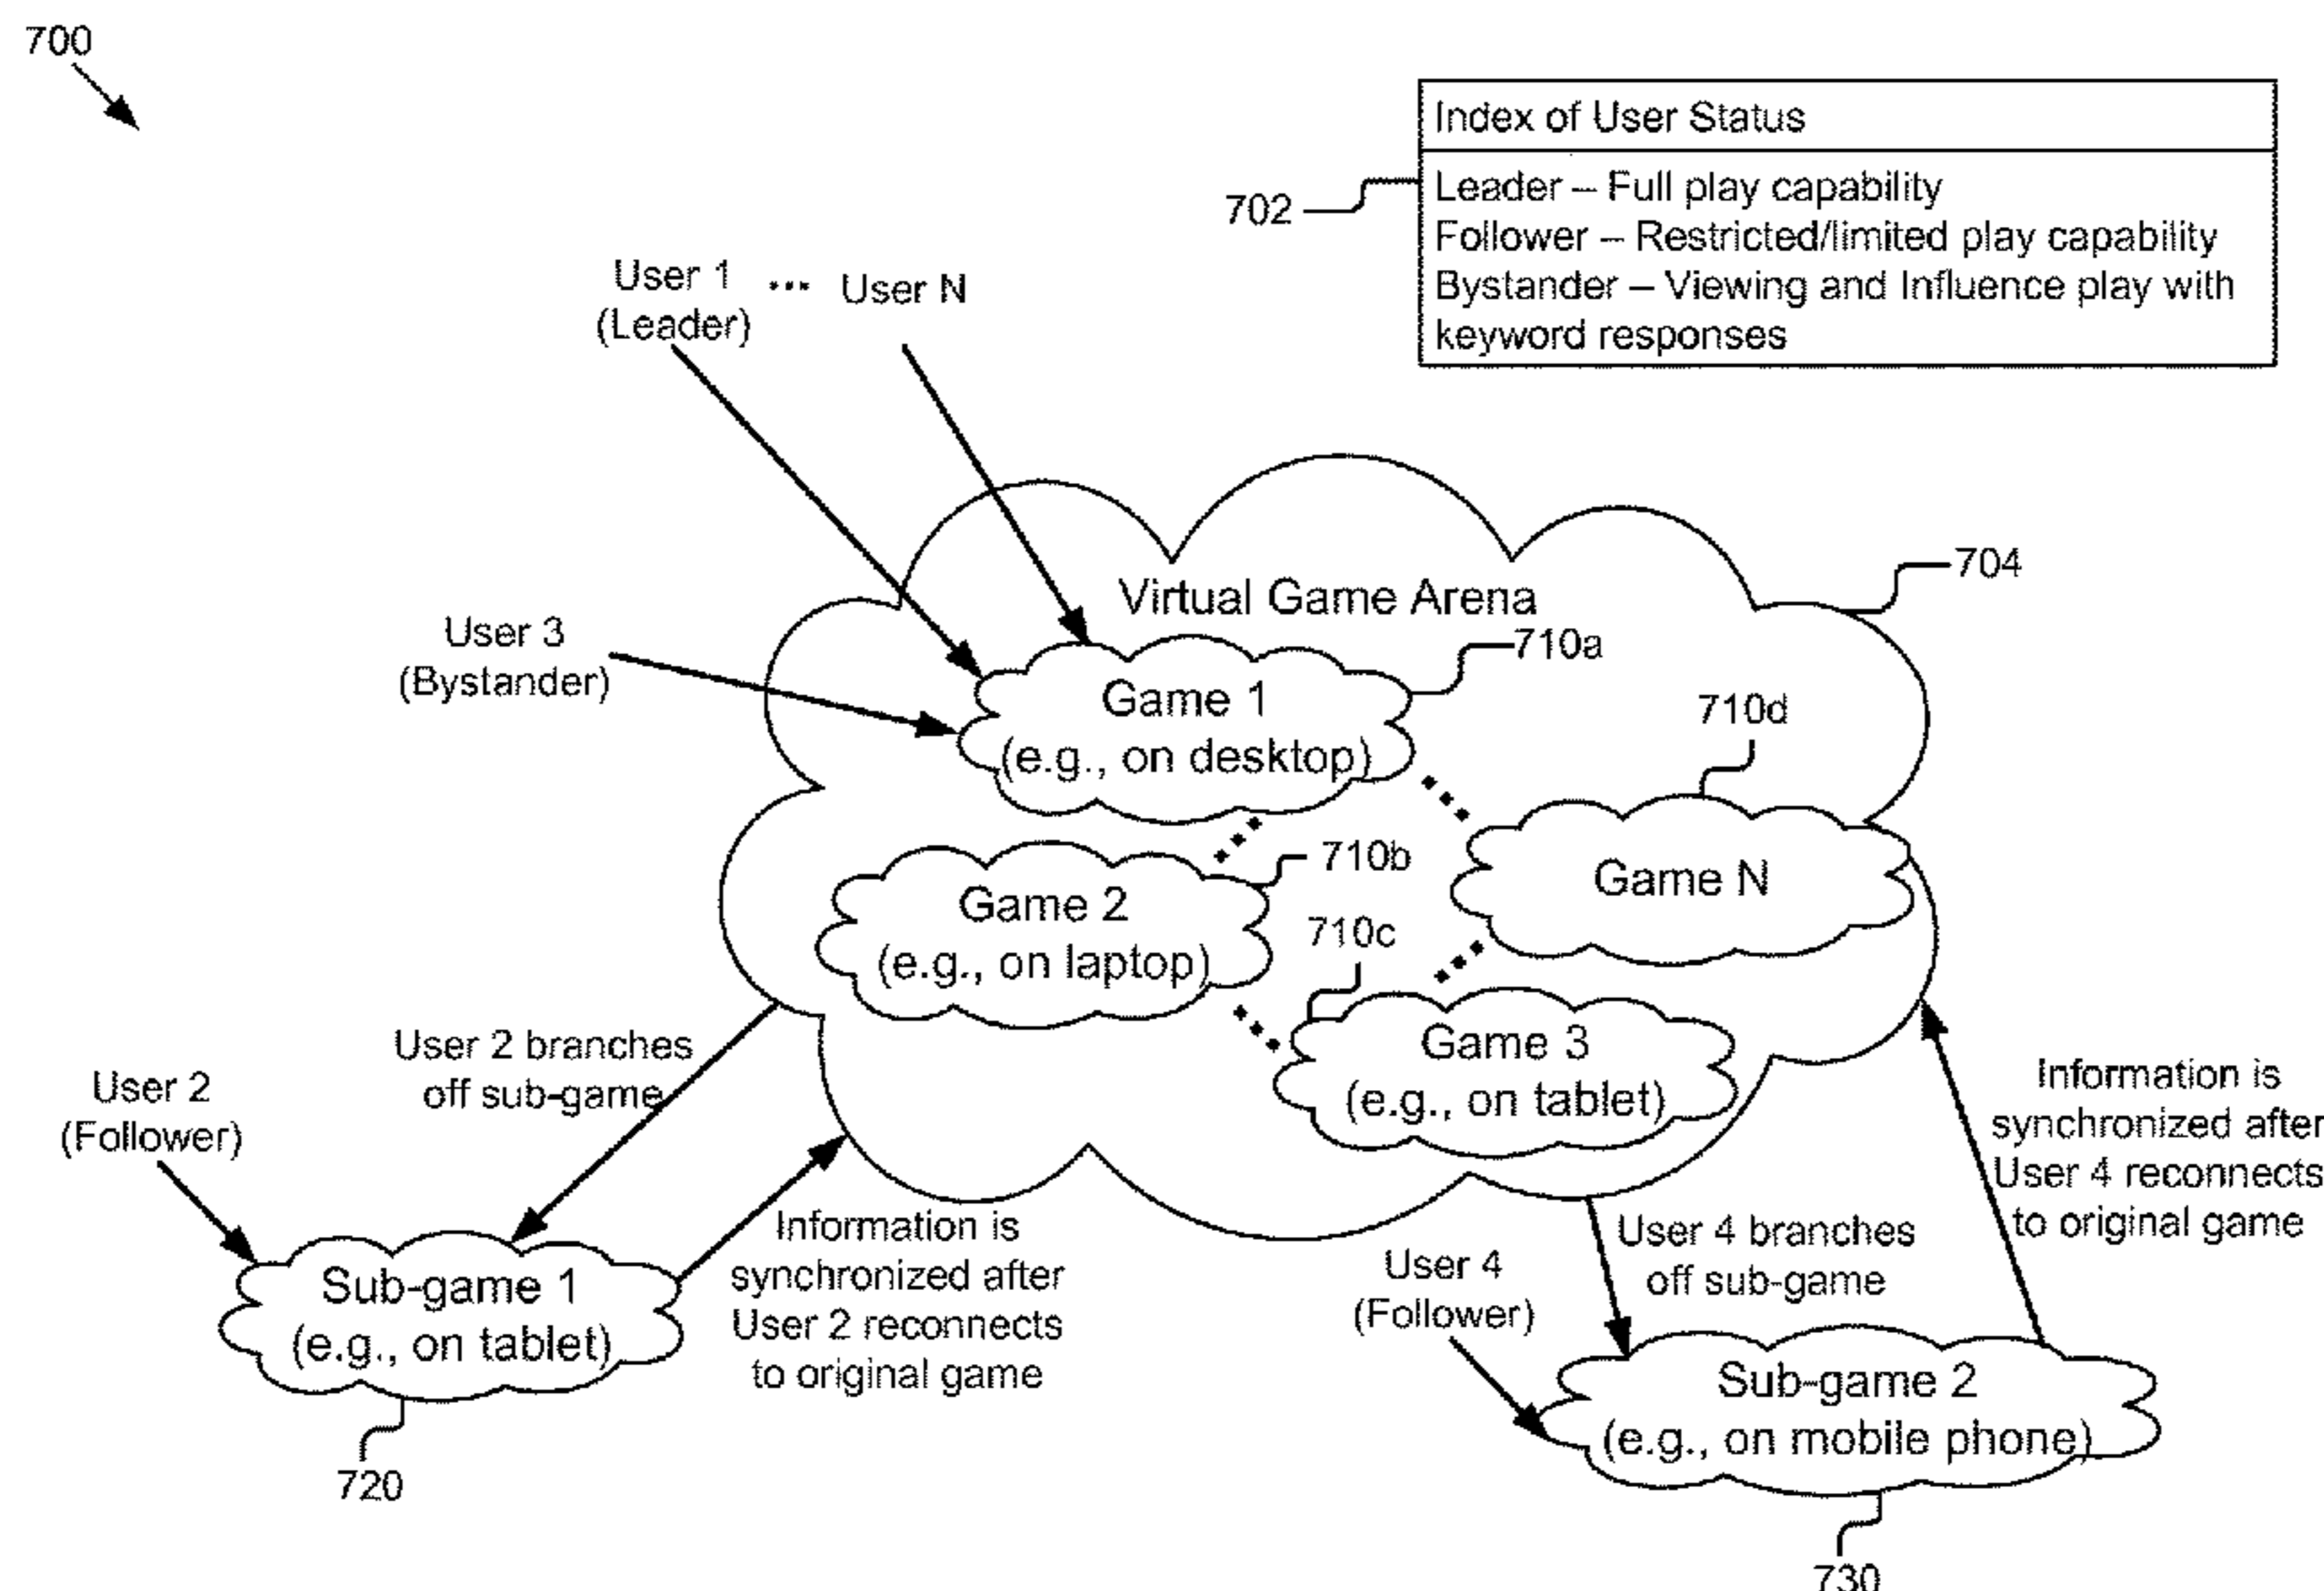 700
Index of User Status
702
Leader – Full play capability
Follower – Restricted/limited play capability
Bystander – Viewing and Influence play with
keyword responses
User 1
(Leader)
... User N
Virtual Game Arena
704
User 3
(Bystander)
710a
Game 1
(e.g., on desktop)
710d
Game N
710b
Game 2
(e.g., on laptop)
710c
Game 3
(e.g., on tablet)
User 2 branches
off sub-game
User 2
(Follower)
Sub-game 1
(e.g., on tablet)
720
Information is
synchronized after
User 2 reconnects
to original game
User 4
(Follower)
User 4 branches
off sub-game
Information is
synchronized after
User 4 reconnects
to original game
Sub-game 2
(e.g., on mobile phone)
730